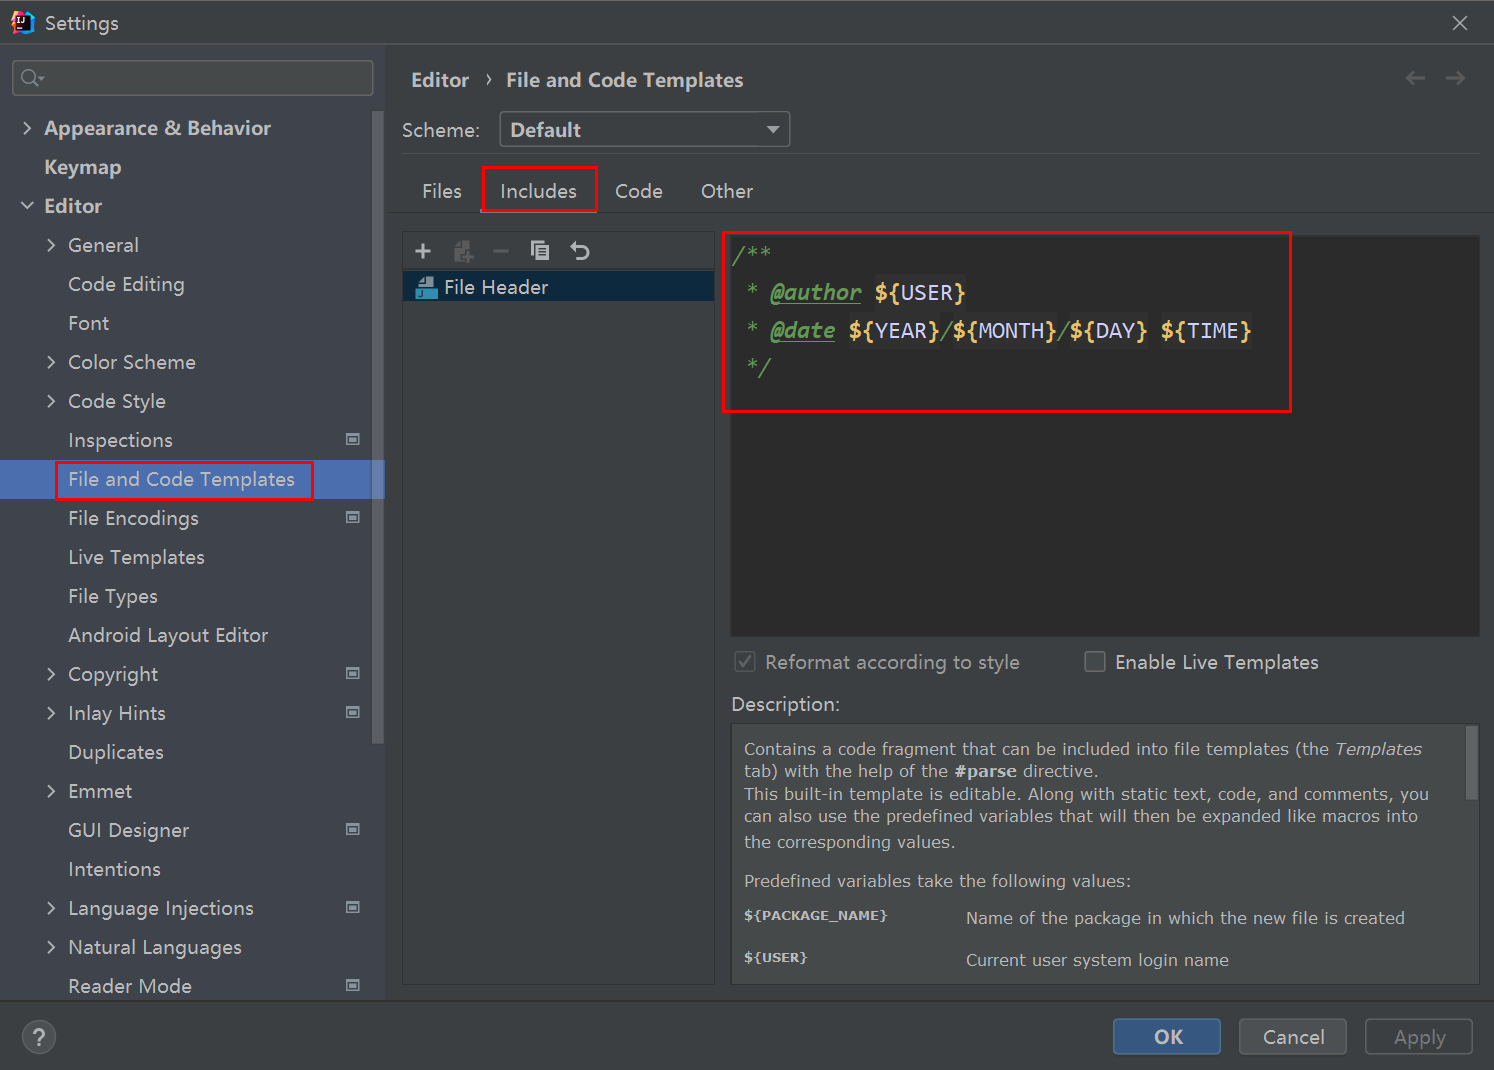 Settings
Appearance & Behavior
Keymap
Editor
General
Code Editing
Font
Color Scheme
Code Style
Inspections
File and Code Templates
File Encodings
Live Templates
File Types
Android Layout Editor
Copyright
Inlay Hints
Duplicates
Emmet
GUI Designer
Intentions
Language Injections
Natural Languages
Reader Mode
Editor › File and Code Templates
Scheme: Default
Files Includes Code Other
File Header
/**
* @author ${USER}
* @date ${YEAR}/${MONTH}/${DAY} ${TIME}
*/
Reformat according to style Enable Live Templates
Description:
Contains a code fragment that can be included into file templates (the Templates
tab) with the help of the #parse directive.
This built-in template is editable. Along with static text, code, and comments, you
can also use the predefined variables that will then be expanded like macros into
the corresponding values.
Predefined variables take the following values:
${PACKAGE_NAME} Name of the package in which the new file is created
${USER} Current user system login name
? OK Cancel Apply